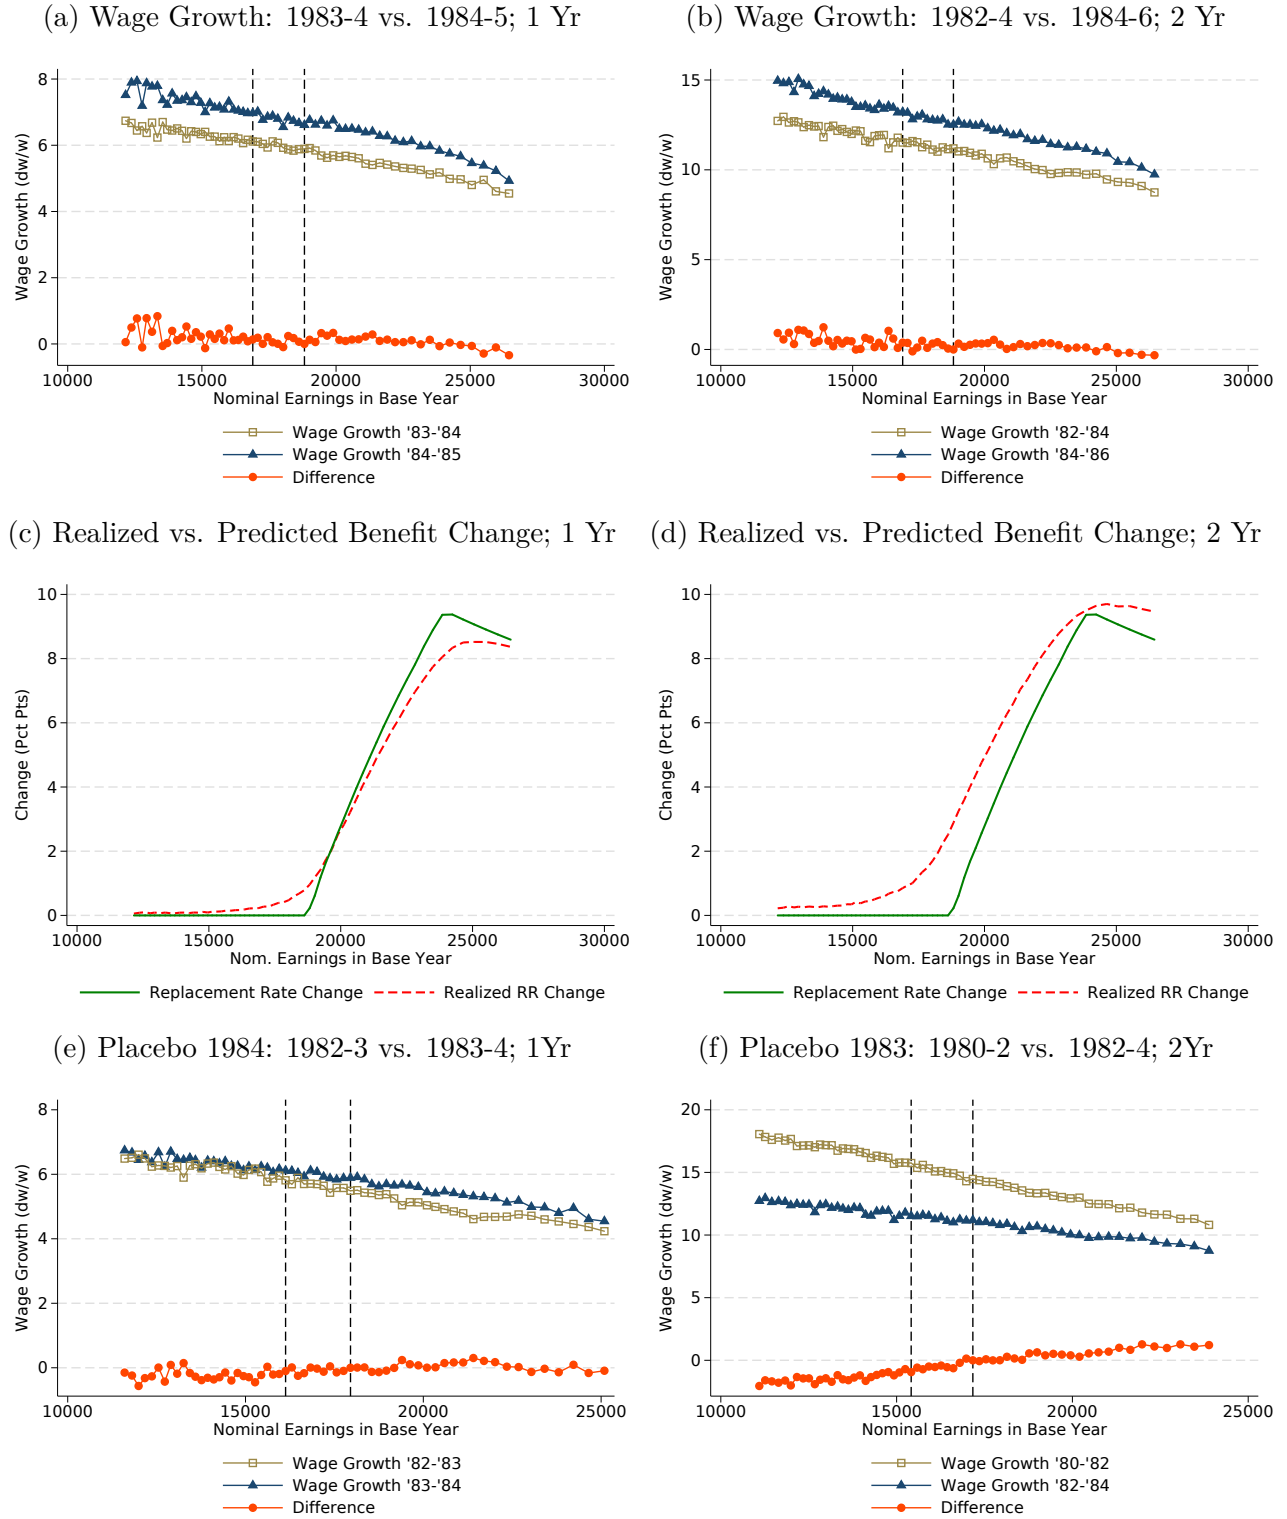 (a) Wage Growth: 1983-4 vs. 1984-5; 1 Yr
Wage Growth (dw/w)
8
6
4
2
0
10000 15000 20000 25000 30000
Nominal Earnings in Base Year
Wage Growth '83-'84
Wage Growth '84-'85
Difference
(b) Wage Growth: 1982-4 vs. 1984-6; 2 Yr
Wage Growth (dw/w)
15
10
5
0
10000 15000 20000 25000 30000
Nominal Earnings in Base Year
Wage Growth '82-'84
Wage Growth '84-'86
Difference
(c) Realized vs. Predicted Benefit Change; 1 Yr
Change (Pct Pts)
10
8
6
4
2
0
10000 15000 20000 25000 30000
Nom. Earnings in Base Year
Replacement Rate Change Realized RR Change
(d) Realized vs. Predicted Benefit Change; 2 Yr
Change (Pct Pts)
10
8
6
4
2
0
10000 15000 20000 25000 30000
Nom. Earnings in Base Year
Replacement Rate Change Realized RR Change
(e) Placebo 1984: 1982-3 vs. 1983-4; 1Yr
Wage Growth (dw/w)
8
6
4
2
0
10000 15000 20000 25000
Nominal Earnings in Base Year
Wage Growth '82-'83
Wage Growth '83-'84
Difference
(f) Placebo 1983: 1980-2 vs. 1982-4; 2Yr
Wage Growth (dw/w)
20
15
10
5
0
10000 15000 20000 25000
Nominal Earnings in Base Year
Wage Growth '80-'82
Wage Growth '82-'84
Difference